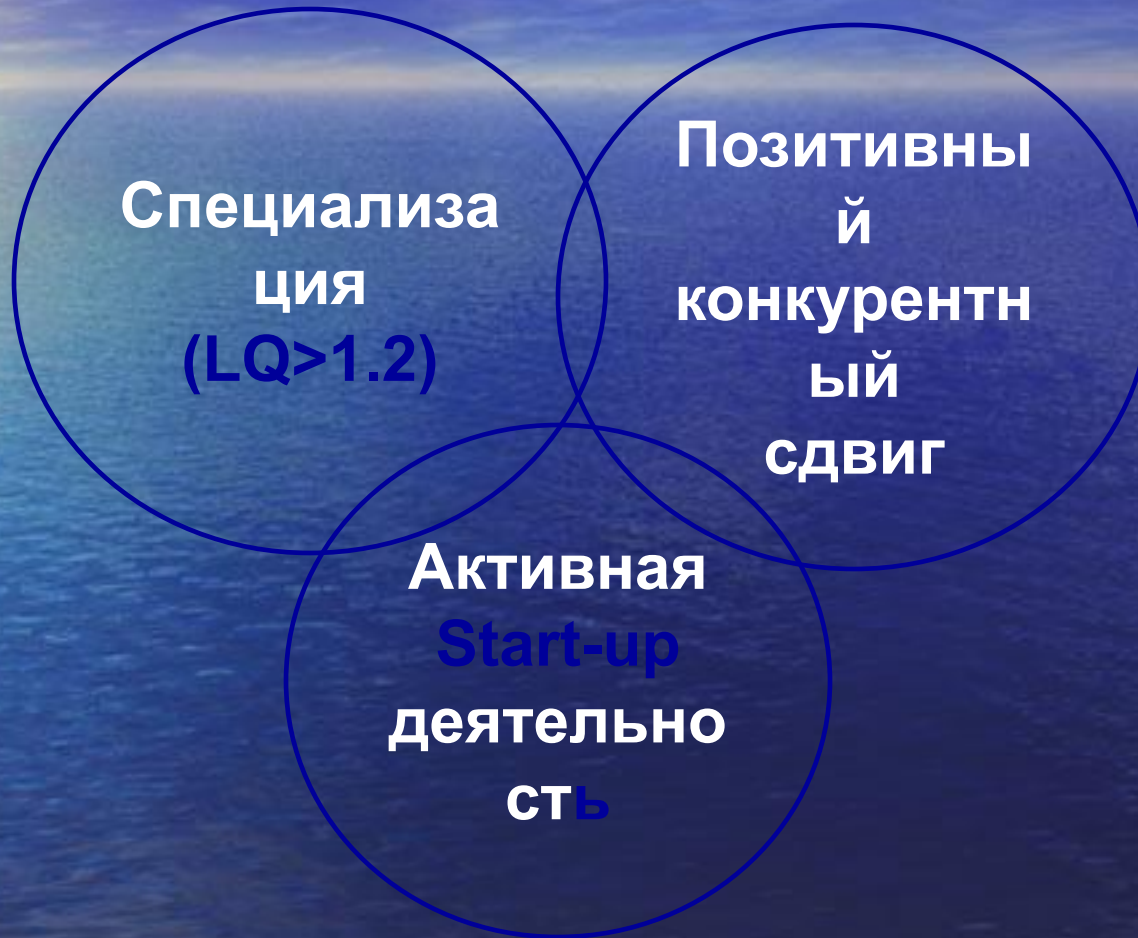 Специализа
ция
(LQ>1.2)
Позитивны
й
конкурентн
ый
сдвиг
Активная
Start-up
деятельно
сть